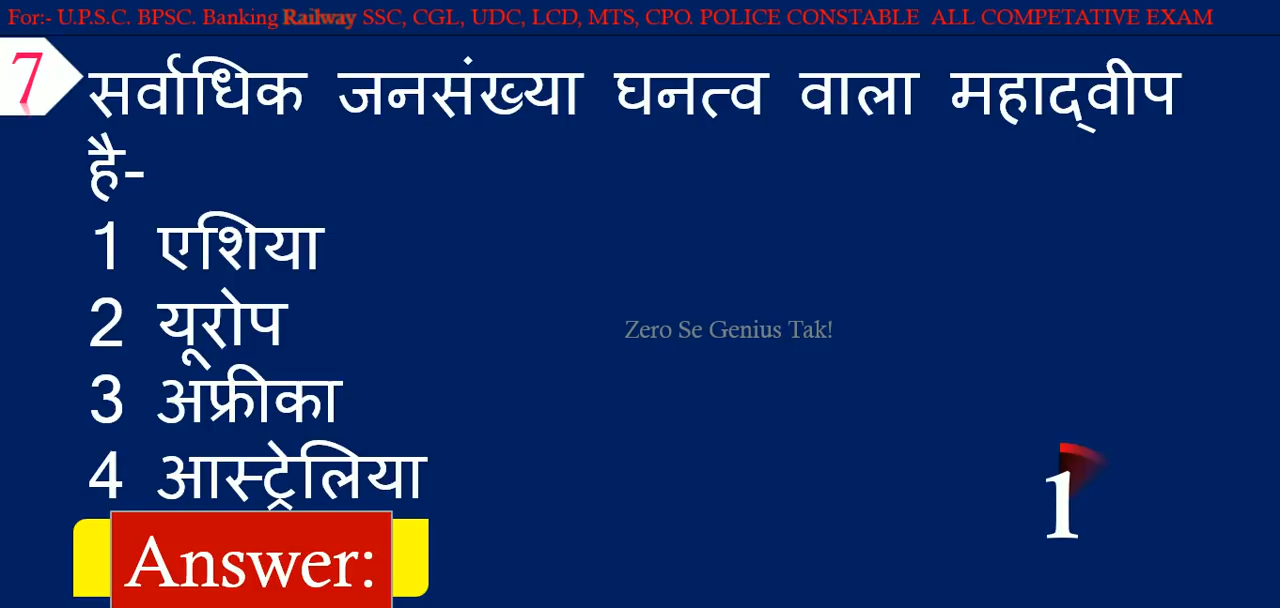 For:- U.P.S.C. BPSC. Banking Railway SSC, CGL, UDC, LCD, MTS, CPO. POLICE CONSTABLE ALL COMPETATIVE EXAM
7
सर्वाधिक जनसंख्या घनत्व वाला महाद्वीप
है-
1 एशिया
2 यूरोप
Zero Se Genius Tak!
3 अफ्रीका
4 आस्ट्रेलिया
1
Answer: